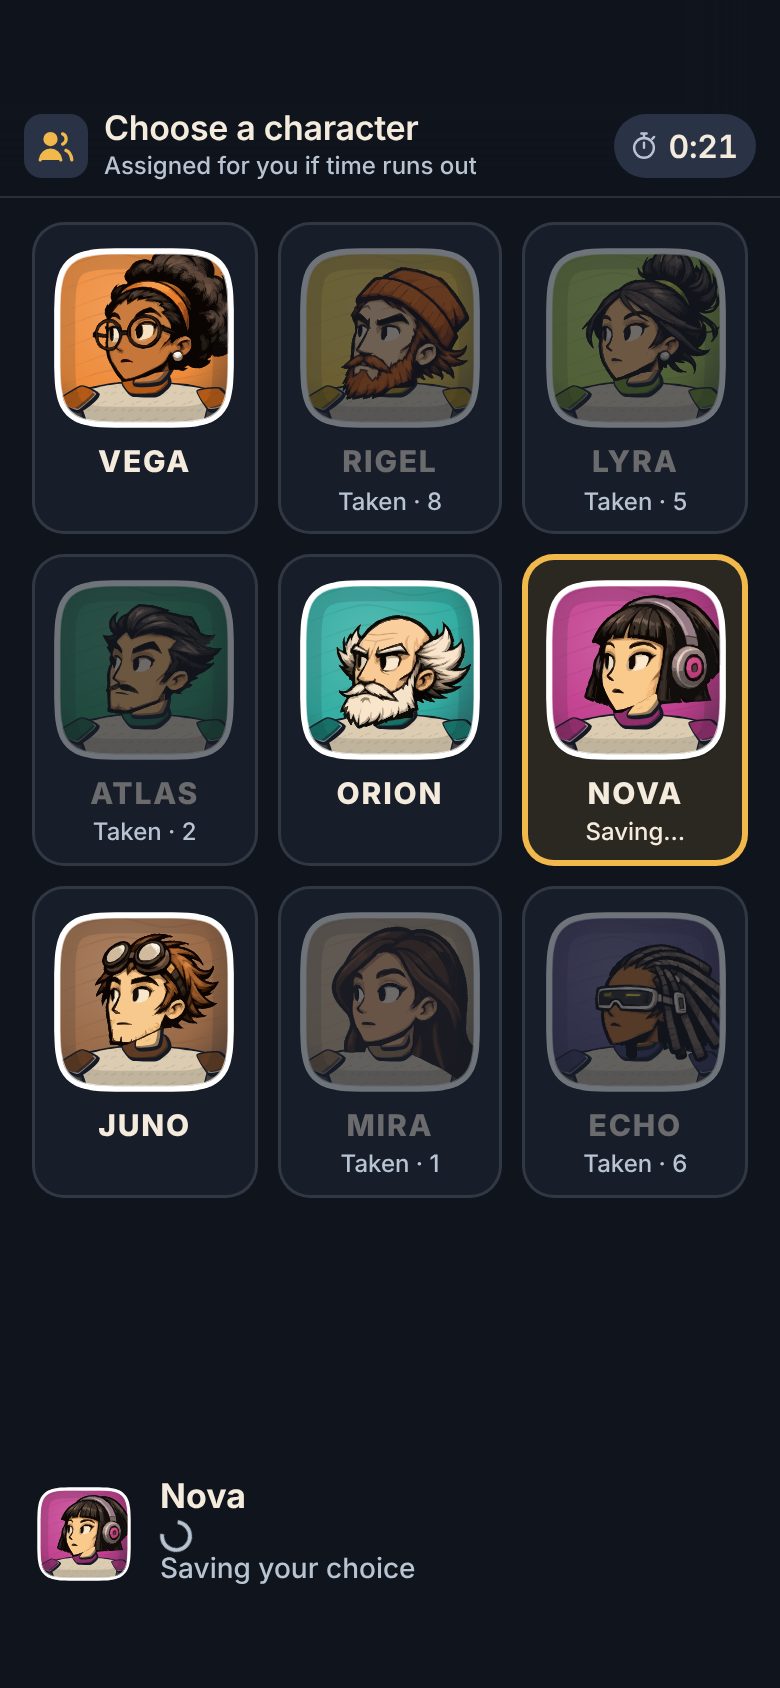 Choose a character
Assigned for you if time runs out
0:21
VEGA
RIGEL
Taken · 8
LYRA
Taken · 5
ATLAS
Taken · 2
ORION
NOVA
Saving...
JUNO
MIRA
Taken · 1
ECHO
Taken · 6
Nova
Saving your choice